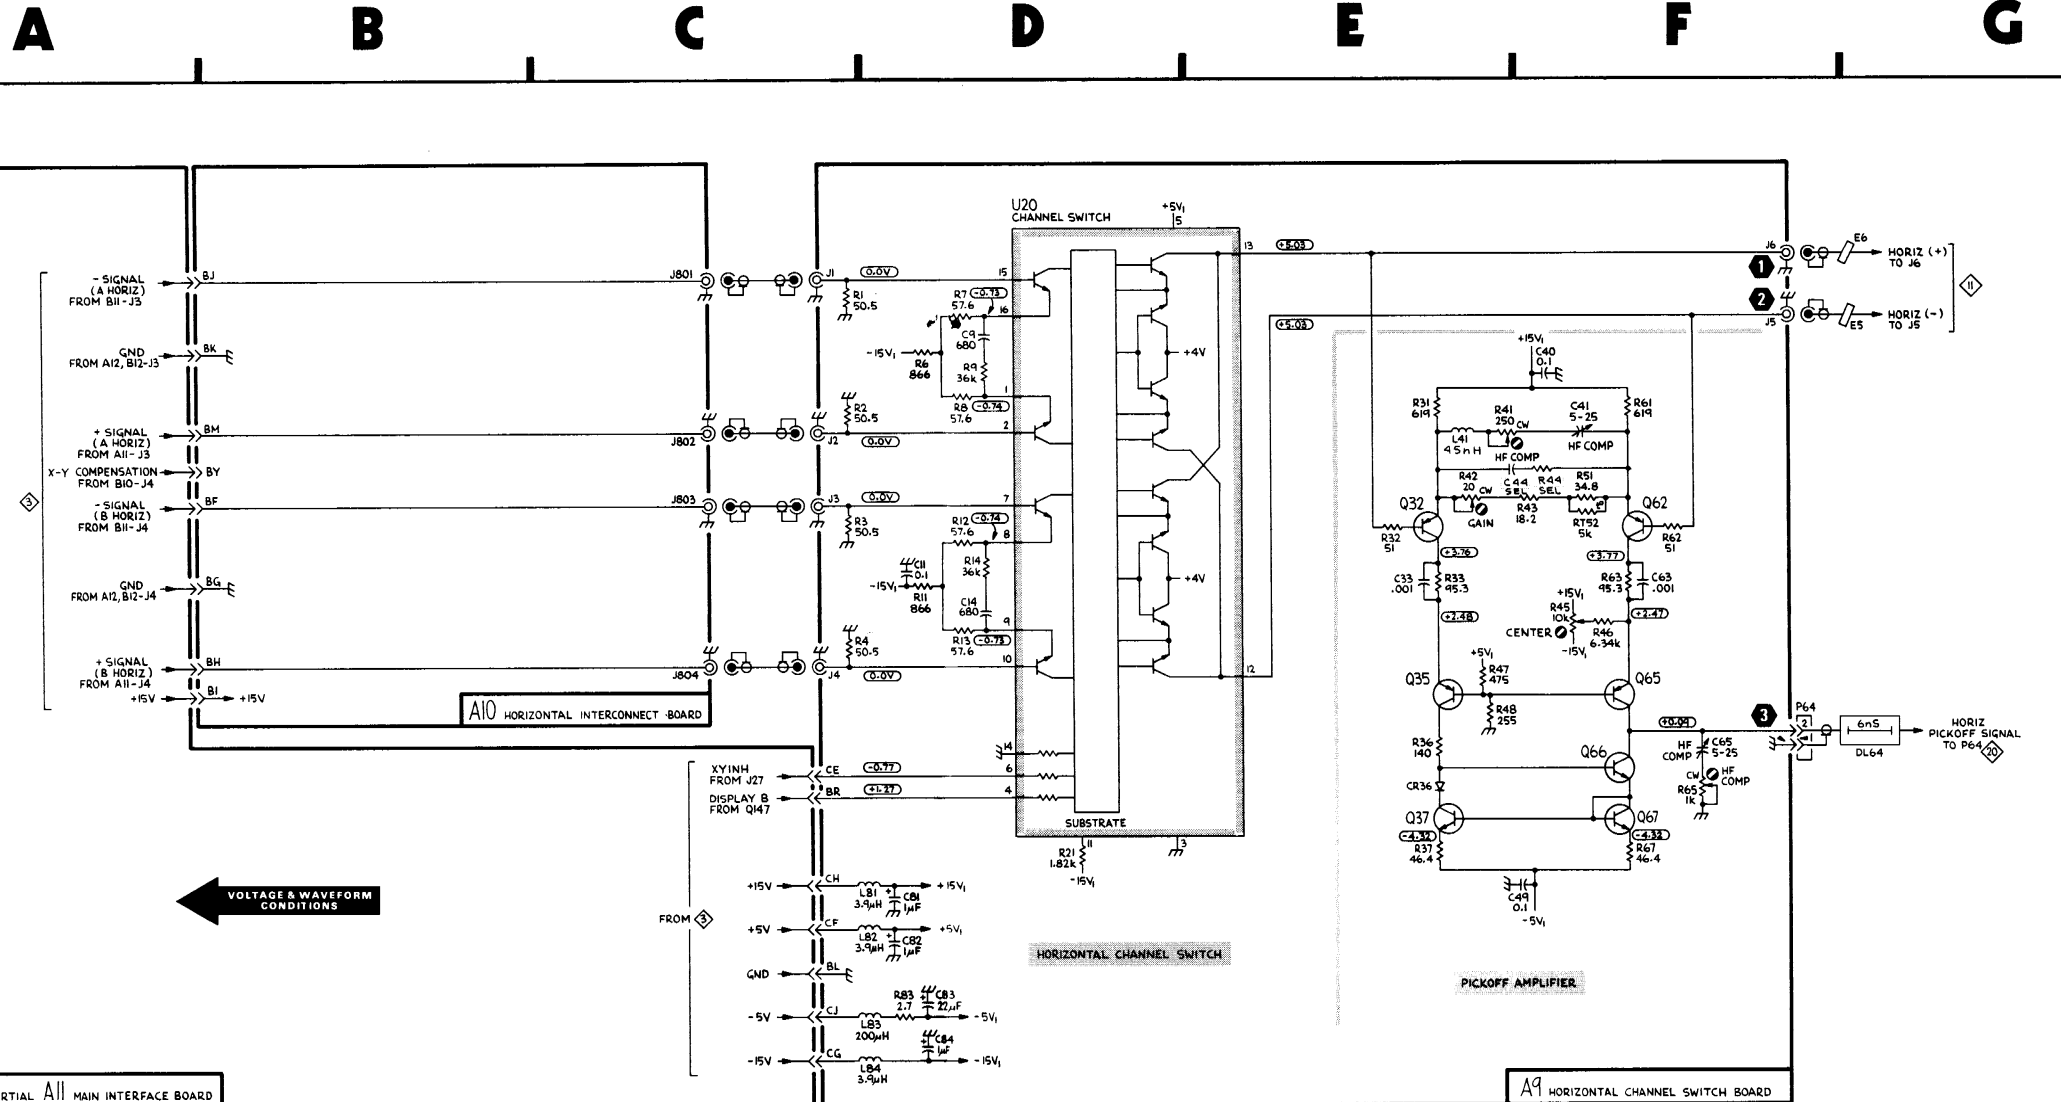 A B C D E F G
U20
CHANNEL SWITCH
+5V₁
5
- SIGNAL
(A HORIZ)
FROM B11-J3
BJ
J801
J1
0.0V
15
R1
50.5
R7
57.6
-0.73
16
C9
680
-15V₁
R6
866
R9
36k
1
R8
57.6
-0.74
+4V
GND
FROM A12, B12-J3
BK
+ SIGNAL
(A HORIZ)
FROM A11-J3
BM
J802
J2
R2
50.5
0.0V
2
X-Y COMPENSATION
FROM B10-J4
BY
- SIGNAL
(B HORIZ)
FROM B11-J4
BF
J803
J3
0.0V
7
R3
50.5
R12
57.6
-0.74
8
R14
36k
C11
0.1
-15V₁
R11
866
C14
680
9
R13
57.6
-0.73
+4V
3
GND
FROM A12, B12-J4
BG
+ SIGNAL
(B HORIZ)
FROM A11-J4
BH
J804
J4
R4
50.5
0.0V
10
+15V
BI
+15V
A10 HORIZONTAL INTERCONNECT BOARD
13
+5.03
J6
E6
HORIZ (+)
TO J6
1
2
+5.03
J5
E5
HORIZ (-)
TO J5
11
12
+15V₁
C40
0.1
R31
619
R41
250
CW
C41
5-25
R61
619
L41
45nH
HF COMP
HF COMP
R42
20
CW
C44
SEL
R44
SEL
R51
34.8
GAIN
R43
18.2
RT52
5k
Q32
Q62
R32
51
R62
51
+3.76
+3.77
C33
.001
R33
95.3
R63
95.3
C63
.001
+2.48
+2.47
+15V₁
R45
10k
CENTER
R46
6.34k
-15V₁
+5V₁
R47
475
Q35
Q65
R48
255
+0.09
3
P64
2
1
6nS
DL64
HORIZ
PICKOFF SIGNAL
TO P64
20
R36
140
Q66
HF
COMP
C65
5-25
CW
HF
COMP
R65
1k
CR36
Q37
Q67
-4.32
R37
46.4
-4.32
R67
46.4
C49
0.1
-5V₁
14
XYINH
FROM J27
CE
-0.77
6
DISPLAY B
FROM Q147
BR
+1.27
4
SUBSTRATE
R21
1.82k
11
-15V₁
3
VOLTAGE & WAVEFORM
CONDITIONS
FROM 3
+15V
CH
L81
3.9µH
C81
1µF
+15V₁
+5V
CF
L82
3.9µH
C82
1µF
+5V₁
GND
BL
-5V
CJ
L83
200µH
R83
2.7
C83
22µF
-5V₁
-15V
CG
L84
3.9µH
C84
1µF
-15V₁
HORIZONTAL CHANNEL SWITCH
PICKOFF AMPLIFIER
RTIAL A11 MAIN INTERFACE BOARD
A9 HORIZONTAL CHANNEL SWITCH BOARD